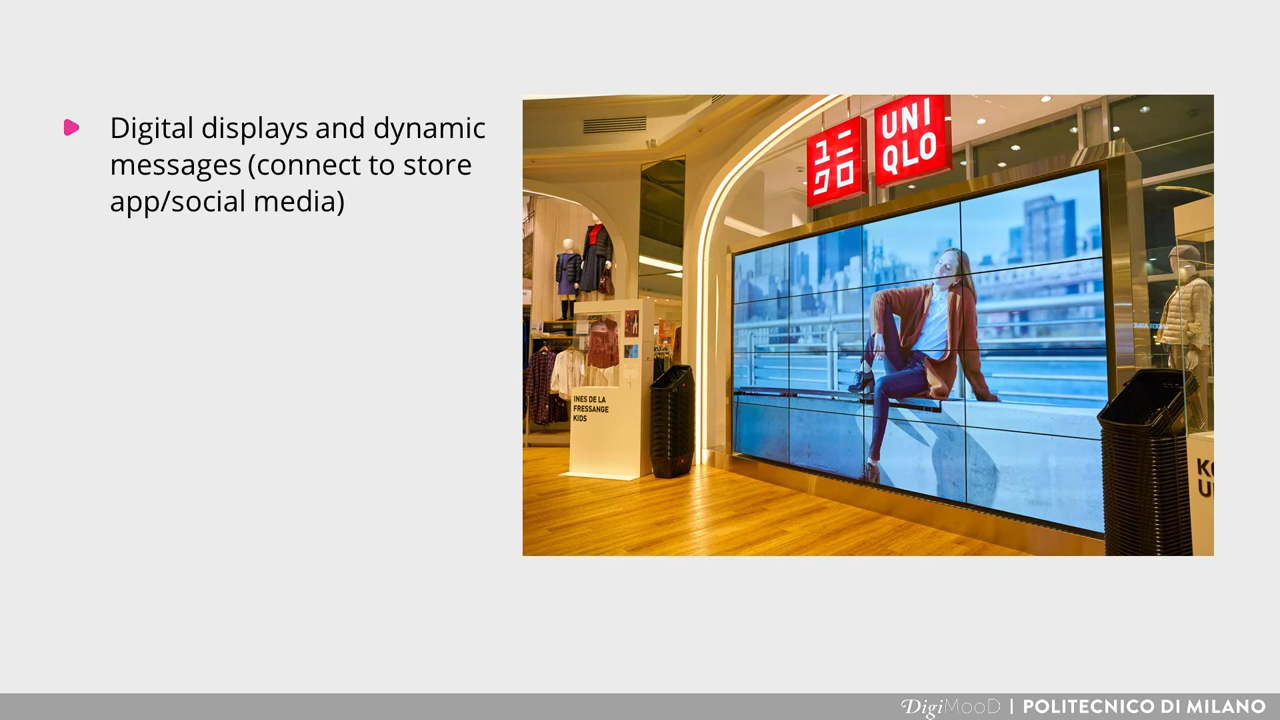 Digital displays and dynamic
messages (connect to store
app/social media)
ユニ
クロ
UNI
QLO
INES DE LA
FRESSANGE
KIDS
DigiMooD | POLITECNICO DI MILANO